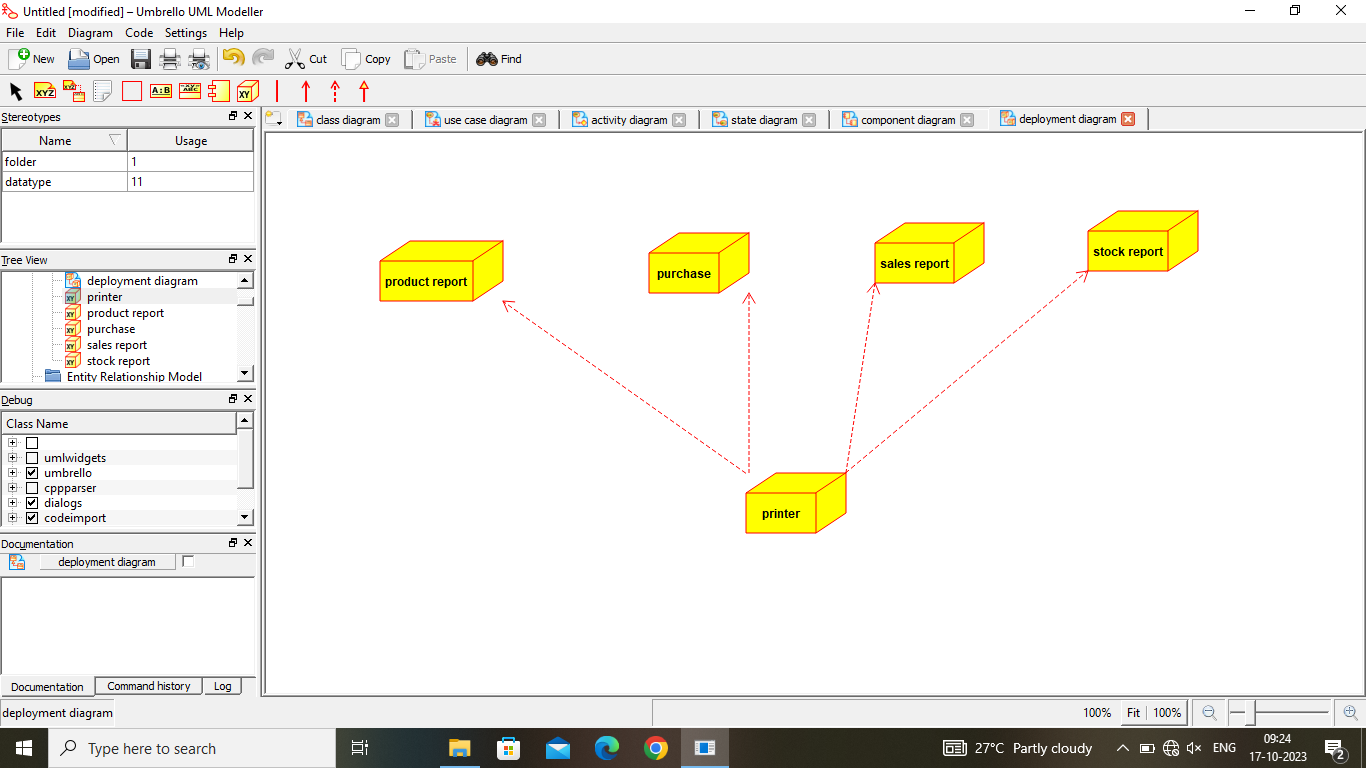 Untitled [modified] – Umbrello UML Modeller
File Edit Diagram Code Settings Help
New Open Cut Copy Paste Find
XYZ XYZ A:B ABC XY
Stereotypes
Name Usage
folder 1
datatype 11
Tree View
deployment diagram
printer
product report
purchase
sales report
stock report
Entity Relationship Model
Debug
Class Name
umlwidgets
umbrello
cppparser
dialogs
codeimport
Documentation
deployment diagram
Documentation Command history Log
class diagram use case diagram activity diagram state diagram component diagram deployment diagram
product report
purchase
sales report
stock report
printer
deployment diagram
100% Fit 100%
Type here to search
27°C Partly cloudy
ENG
09:24
17-10-2023
2